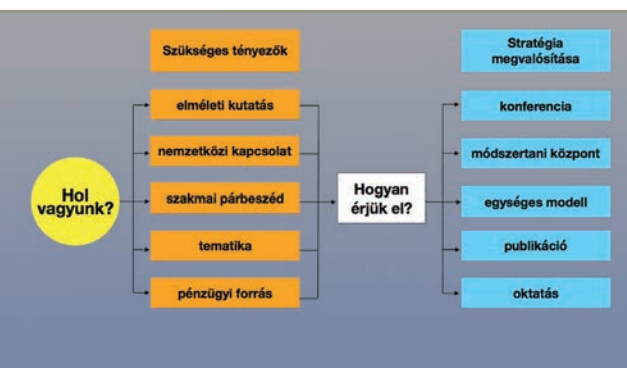 Szükséges tényezők
Stratégia
megvalósítása
elméleti kutatás
nemzetközi kapcsolat
szakmai párbeszéd
tematika
pénzügyi forrás
Hol
vagyunk?
Hogyan
érjük el?
konferencia
módszertani központ
egységes modell
publikáció
oktatás